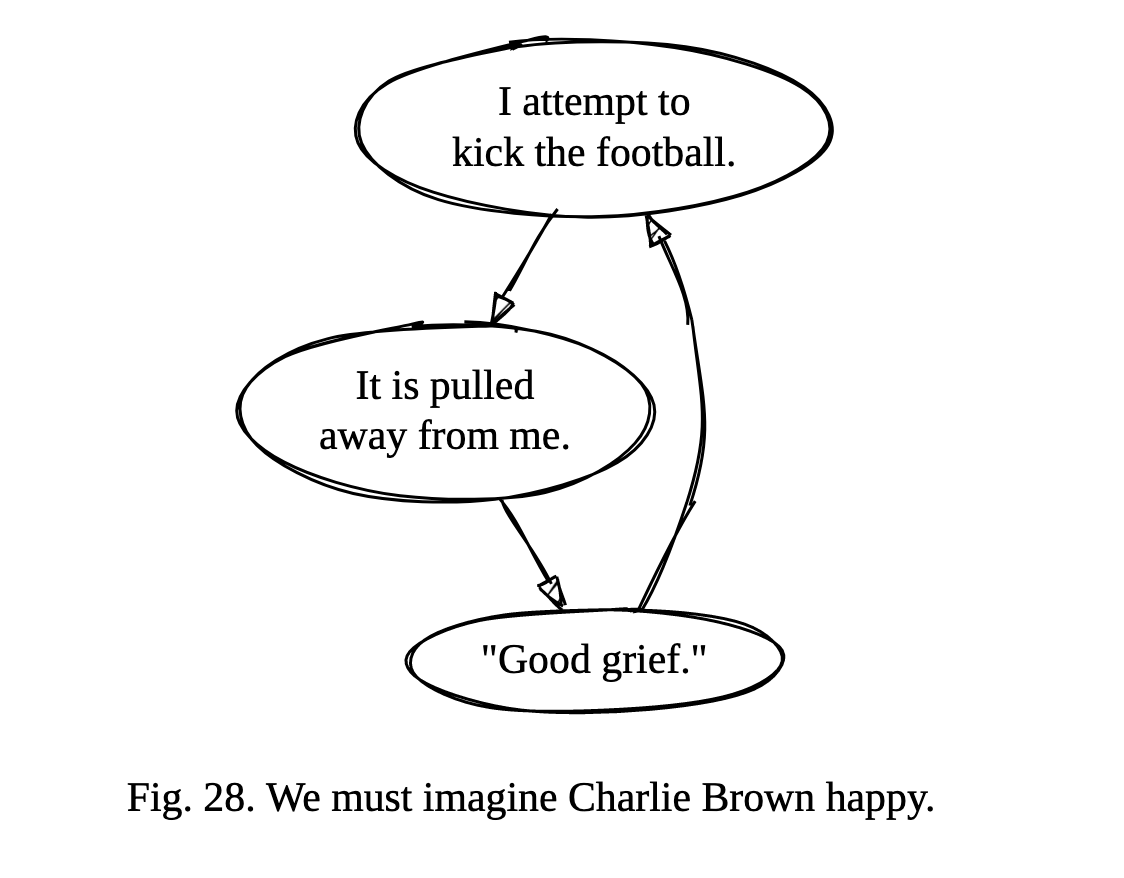 I attempt to
kick the football.
It is pulled
away from me.
"Good grief."
Fig. 28. We must imagine Charlie Brown happy.